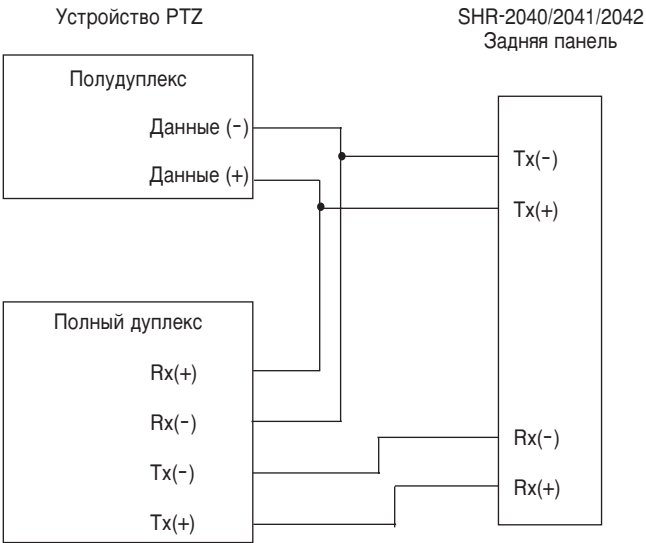 Устройство PTZ
SHR-2040/2041/2042
Задняя панель
Полудуплекс
Данные (-)
Данные (+)
Tx(-)
Tx(+)
Полный дуплекс
Rx(+)
Rx(-)
Tx(-)
Tx(+)
Rx(-)
Rx(+)